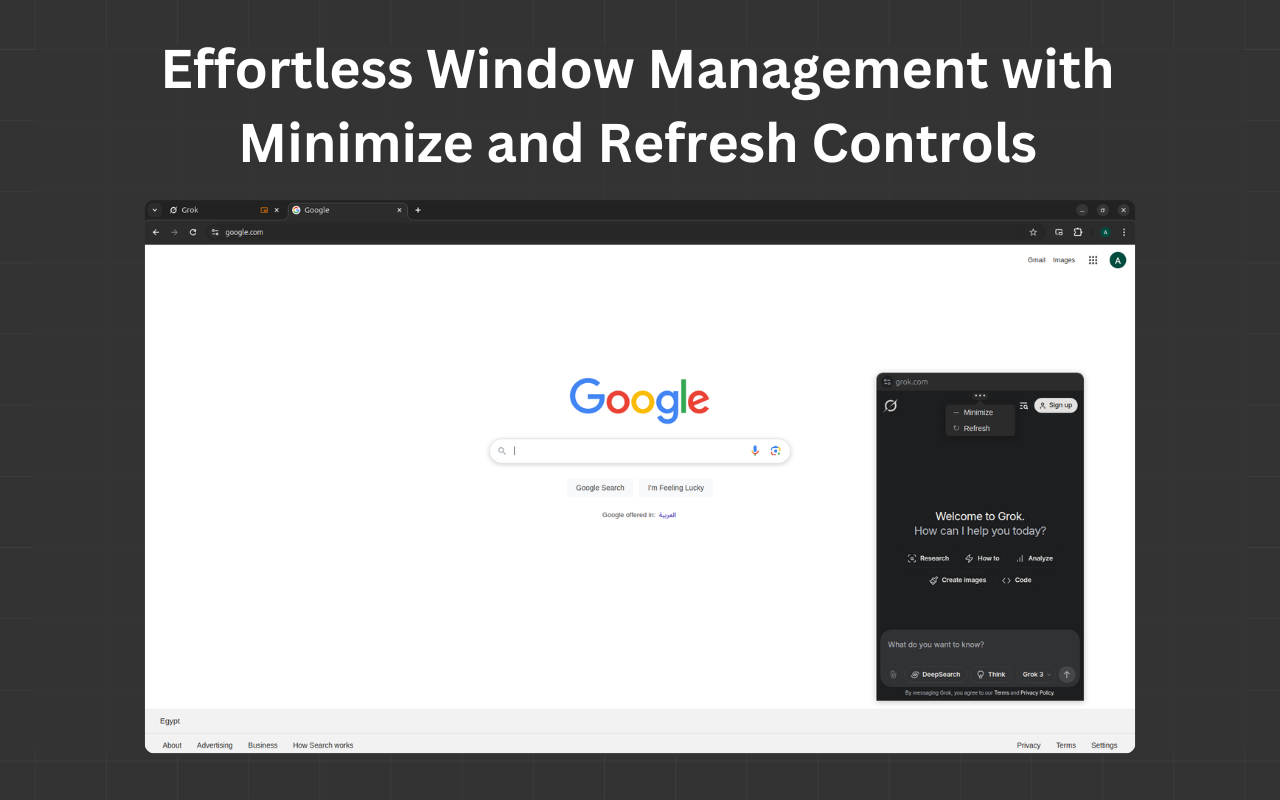 Effortless Window Management with
Minimize and Refresh Controls
Grok
Google
google.com
A
Gmail Images
A
Google
Google Search I'm Feeling Lucky
Google offered in: العربية
grok.com
Sign up
Minimize
Refresh
Welcome to Grok.
How can I help you today?
Research How to Analyze
Create images Code
What do you want to know?
DeepSearch Think Grok 3
By messaging Grok, you agree to our Terms and Privacy Policy.
Egypt
About Advertising Business How Search works Privacy Terms Settings